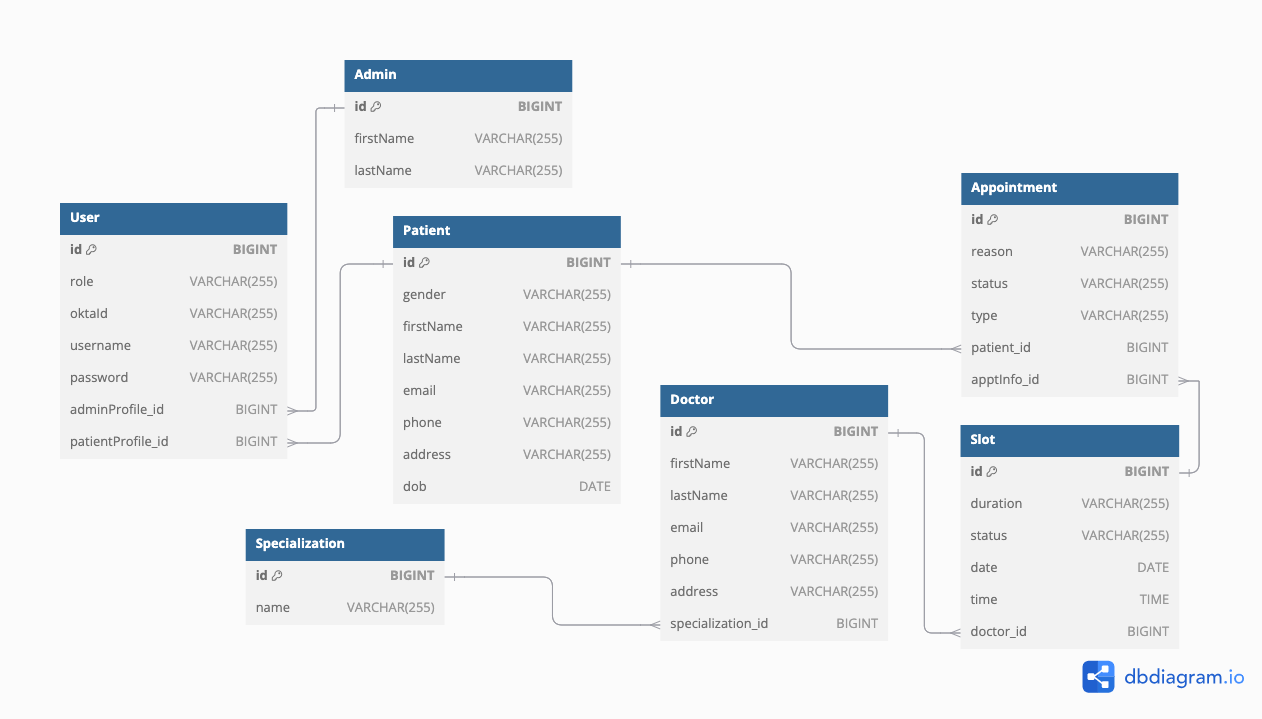 Admin
id BIGINT
firstName VARCHAR(255)
lastName VARCHAR(255)
User
id BIGINT
role VARCHAR(255)
oktaId VARCHAR(255)
username VARCHAR(255)
password VARCHAR(255)
adminProfile_id BIGINT
patientProfile_id BIGINT
Patient
id BIGINT
gender VARCHAR(255)
firstName VARCHAR(255)
lastName VARCHAR(255)
email VARCHAR(255)
phone VARCHAR(255)
address VARCHAR(255)
dob DATE
Appointment
id BIGINT
reason VARCHAR(255)
status VARCHAR(255)
type VARCHAR(255)
patient_id BIGINT
apptInfo_id BIGINT
Doctor
id BIGINT
firstName VARCHAR(255)
lastName VARCHAR(255)
email VARCHAR(255)
phone VARCHAR(255)
address VARCHAR(255)
specialization_id BIGINT
Slot
id BIGINT
duration VARCHAR(255)
status VARCHAR(255)
date DATE
time TIME
doctor_id BIGINT
Specialization
id BIGINT
name VARCHAR(255)
dbdiagram.io